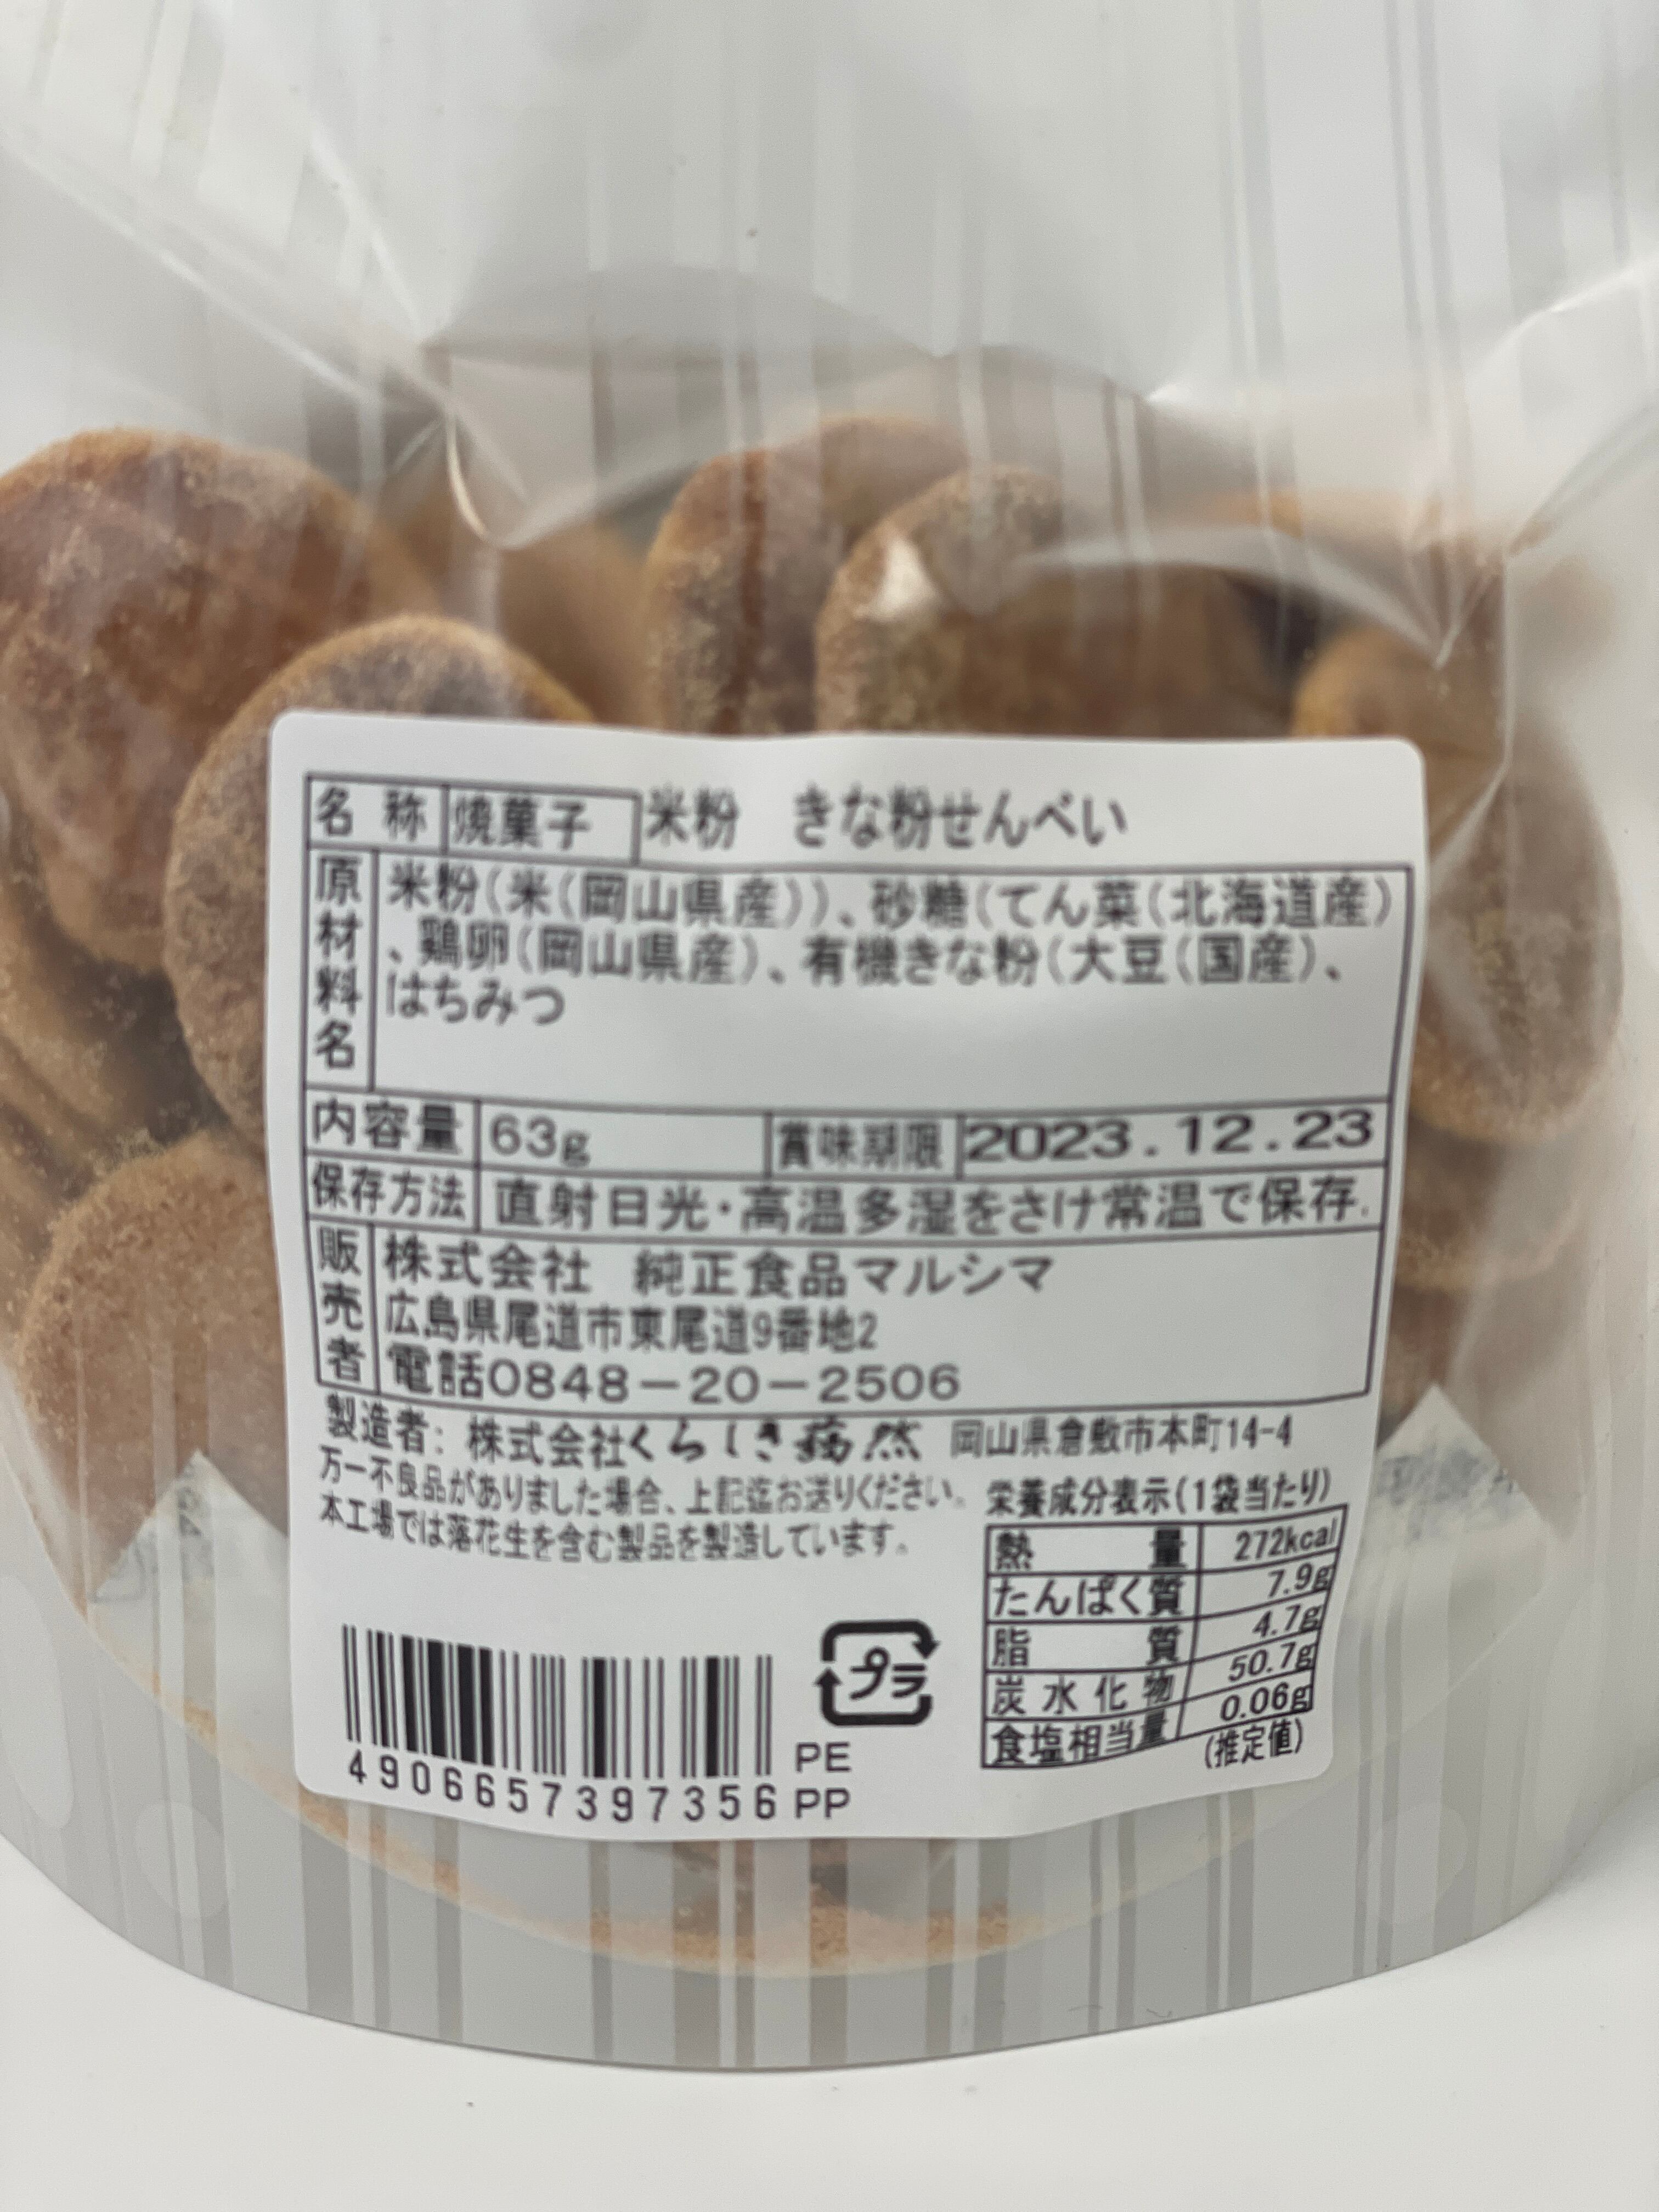 名 称 焼菓子 米粉 きな粉せんべい
原材料名 米粉(米(岡山県産))、砂糖(てん菜(北海道産)
、鶏卵(岡山県産)、有機きな粉(大豆(国産)、
はちみつ
内容量 63g 賞味期限 2023.12.23
保存方法 直射日光・高温多湿をさけ常温で保存.
販売者 株式会社 純正食品マルシマ
広島県尾道市東尾道9番地2
電話0848-20-2506
製造者: 株式会社くらしき 然 岡山県倉敷市本町14-4
万一不良品がありました場合、上記迄お送りください。
本工場では落花生を含む製品を製造しています。
栄養成分表示(1袋当たり)
熱 量 272kcal
たんぱく質 7.9g
脂 質 4.7g
炭水化物 50.7g
食塩相当量 0.06g
(推定値)
プラ
PE
PP
4906657397356